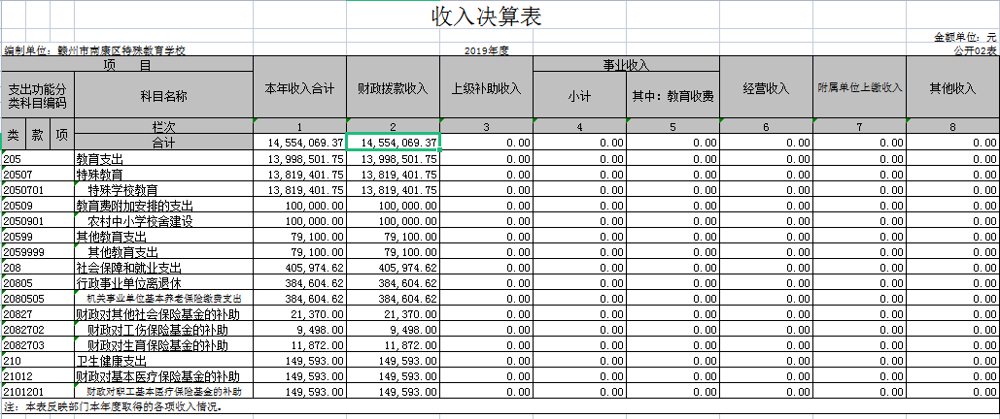 收入决算表
金额单位：元
编制单位：赣州市南康区特殊教育学校 2019年度 公开02表
项 目 本年收入合计 财政拨款收入 上级补助收入 事业收入 经营收入 附属单位上缴收入 其他收入
支出功能分类科目编码 科目名称 小计 其中：教育收费
类 款 项 栏次 1 2 3 4 5 6 7 8
合计 14,554,069.37 14,554,069.37 0.00 0.00 0.00 0.00 0.00 0.00
205 教育支出 13,998,501.75 13,998,501.75 0.00 0.00 0.00 0.00 0.00 0.00
20507 特殊教育 13,819,401.75 13,819,401.75 0.00 0.00 0.00 0.00 0.00 0.00
2050701 特殊学校教育 13,819,401.75 13,819,401.75 0.00 0.00 0.00 0.00 0.00 0.00
20509 教育费附加安排的支出 100,000.00 100,000.00 0.00 0.00 0.00 0.00 0.00 0.00
2050901 农村中小学校舍建设 100,000.00 100,000.00 0.00 0.00 0.00 0.00 0.00 0.00
20599 其他教育支出 79,100.00 79,100.00 0.00 0.00 0.00 0.00 0.00 0.00
2059999 其他教育支出 79,100.00 79,100.00 0.00 0.00 0.00 0.00 0.00 0.00
208 社会保障和就业支出 405,974.62 405,974.62 0.00 0.00 0.00 0.00 0.00 0.00
20805 行政事业单位离退休 384,604.62 384,604.62 0.00 0.00 0.00 0.00 0.00 0.00
2080505 机关事业单位基本养老保险缴费支出 384,604.62 384,604.62 0.00 0.00 0.00 0.00 0.00 0.00
20827 财政对其他社会保险基金的补助 21,370.00 21,370.00 0.00 0.00 0.00 0.00 0.00 0.00
2082702 财政对工伤保险基金的补助 9,498.00 9,498.00 0.00 0.00 0.00 0.00 0.00 0.00
2082703 财政对生育保险基金的补助 11,872.00 11,872.00 0.00 0.00 0.00 0.00 0.00 0.00
210 卫生健康支出 149,593.00 149,593.00 0.00 0.00 0.00 0.00 0.00 0.00
21012 财政对基本医疗保险基金的补助 149,593.00 149,593.00 0.00 0.00 0.00 0.00 0.00 0.00
2101201 财政对职工基本医疗保险基金的补助 149,593.00 149,593.00 0.00 0.00 0.00 0.00 0.00 0.00
注：本表反映部门本年度取得的各项收入情况。